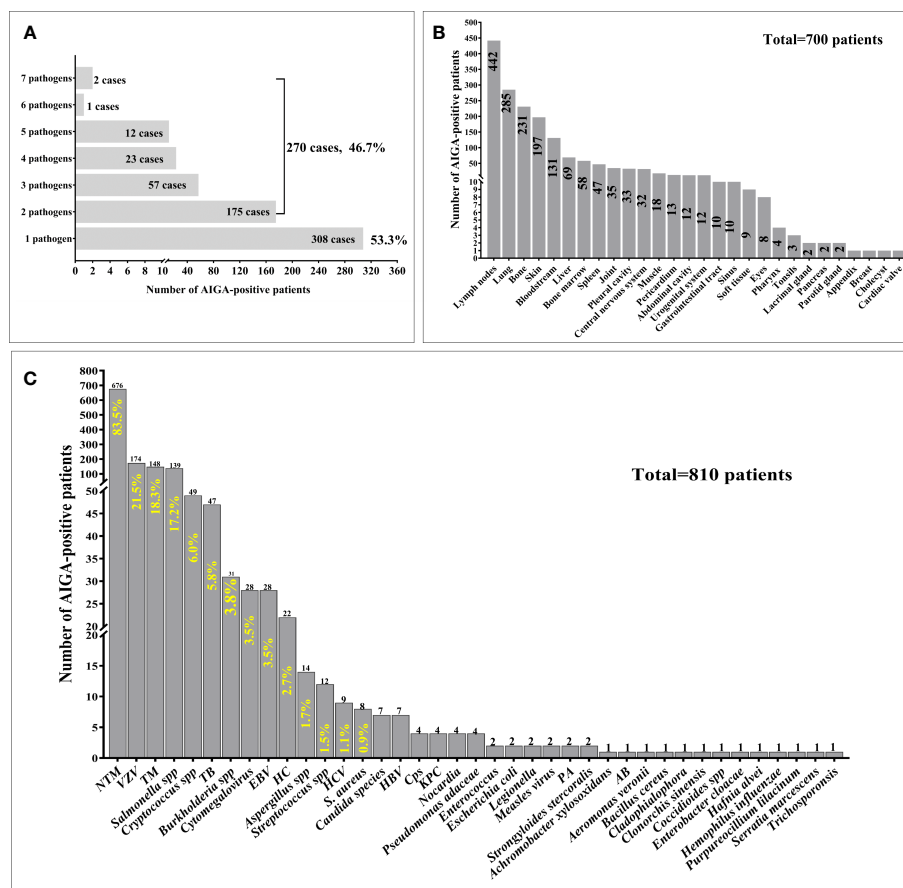 A
7 pathogens
2 cases
6 pathogens
1 cases
5 pathogens
12 cases
4 pathogens
23 cases
3 pathogens
57 cases
2 pathogens
175 cases
1 pathogen
308 cases
53.3%
270 cases, 46.7%
0 2 4 6 8 10 40 80 120 160 200 240 280 320 360
Number of AIGA-positive patients
B
Total=700 patients
Number of AIGA-positive patients
500
450
400
350
300
250
200
150
100
50
10
9
8
7
6
5
4
3
2
1
0
442
285
231
197
131
69
58
47
35
33
32
18
13
12
12
10
10
9
8
4
3
2
2
2
Lymph nodes
Lang
Bone
Skin
Bloodstream
Liver
Bone marrow
Spleen
Joint
Pleural cavity
Central nervous system
Muscle
Pericardium
Abdominal cavity
Urogenital system
Gastrointestinal tract
Sinus
Soft tissue
Eyes
Pharynx
Tonsils
Lacrimal gland
Pancreas
Parotid gland
Appendix
Breast
Cholecyst
Cardiac valve
C
Total=810 patients
Number of AIGA-positive patients
800
700
600
500
400
300
200
100
50
45
40
35
30
25
20
15
10
5
0
676
174
148
139
49
47
31
28
28
22
14
12
9
8
7
7
4
4
4
4
2
2
2
2
2
2
1
1
1
1
1
1
1
1
1
1
1
1
1
83.5%
21.5%
18.3%
17.2%
6.0%
5.8%
3.8%
3.5%
3.5%
2.7%
1.7%
1.5%
1.1%
0.9%
NTM
VZV
TM
Salmonella spp
Cryptococcus spp
TB
Burkholderia spp
Cytomegalovirus
EBV
HC
Aspergillus spp
Streptococcus spp
HCV
S. aureus
Candida species
HBV
Cps
KPC
Nocardia
Pseudomonas adaceae
Enterococcus
Escherichia coli
Legionella
Measles virus
PA
Strongyloides stercoralis
Achromobacter xylosoxidans
AB
Aeromonas veronii
Bacillus cereus
Cladophialophora
Clonorchis sinensis
Coccidioides spp
Enterobacter cloacae
Hafnia alvei
Hemophilus influenzae
Purpureocillium lilacinum
Serratia marcescens
Trichosporonsis